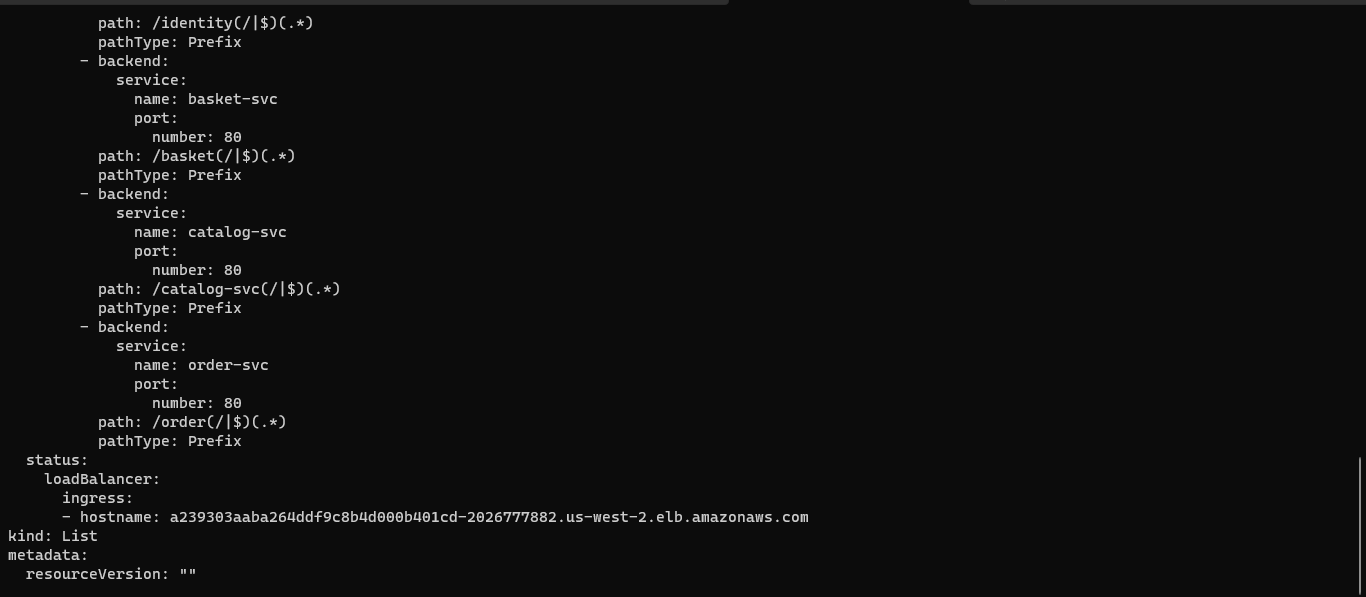 path: /identity(/|$)(.*)
pathType: Prefix
- backend:
service:
name: basket-svc
port:
number: 80
path: /basket(/|$)(.*)
pathType: Prefix
- backend:
service:
name: catalog-svc
port:
number: 80
path: /catalog-svc(/|$)(.*)
pathType: Prefix
- backend:
service:
name: order-svc
port:
number: 80
path: /order(/|$)(.*)
pathType: Prefix
status:
loadBalancer:
ingress:
- hostname: a239303aaba264ddf9c8b4d000b401cd-2026777882.us-west-2.elb.amazonaws.com
kind: List
metadata:
resourceVersion: ""